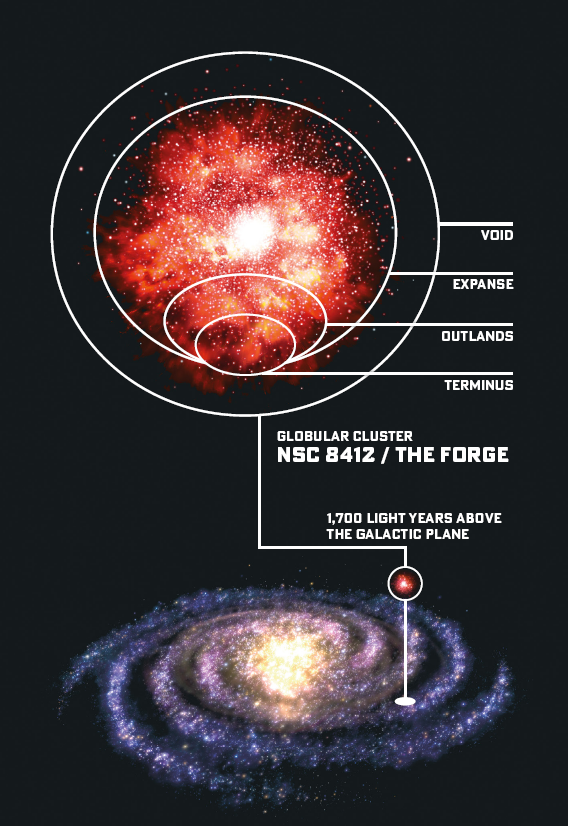 VOID
EXPANSE
OUTLANDS
TERMINUS
GLOBULAR CLUSTER
NSC 8412 / THE FORGE
1,700 LIGHT YEARS ABOVE
THE GALACTIC PLANE